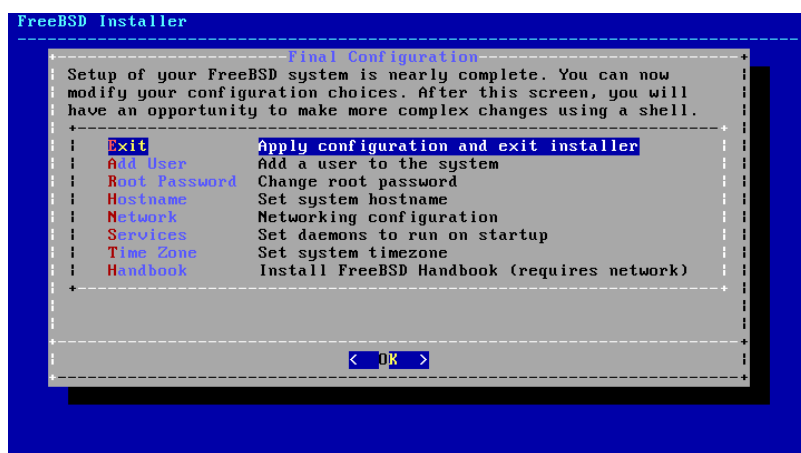 FreeBSD Installer
Final Configuration
Setup of your FreeBSD system is nearly complete. You can now
modify your configuration choices. After this screen, you will
have an opportunity to make more complex changes using a shell.
Exit Apply configuration and exit installer
Add User Add a user to the system
Root Password Change root password
Hostname Set system hostname
Network Networking configuration
Services Set daemons to run on startup
Time Zone Set system timezone
Handbook Install FreeBSD Handbook (requires network)
< OK >